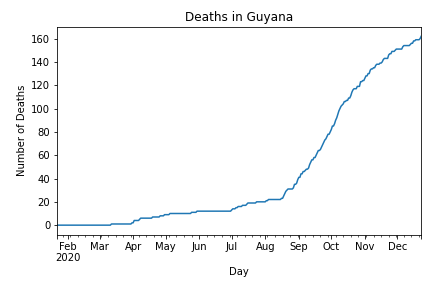 Deaths in Guyana
Number of Deaths
160
140
120
100
80
60
40
20
0
Feb Mar Apr May Jun Jul Aug Sep Oct Nov Dec
2020
Day